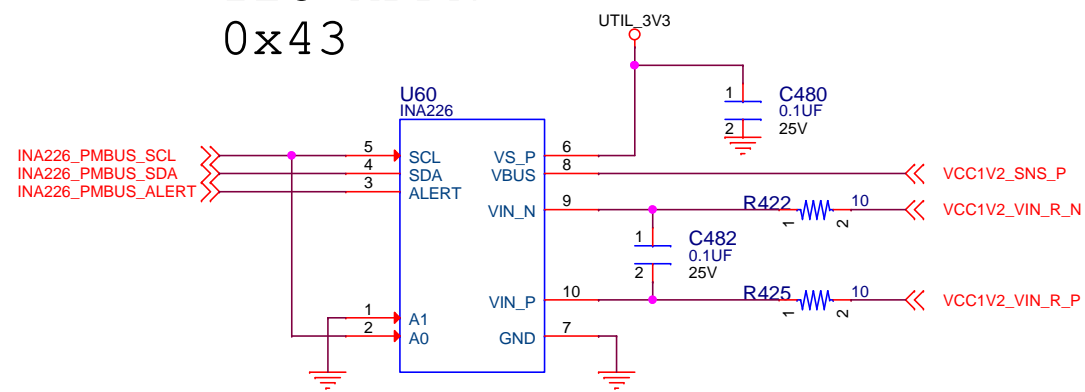 0x43
UTIL_3V3
U60
INA226
1
C480
0.1UF
2
25V
INA226_PMBUS_SCL
5
SCL
VS_P
6
INA226_PMBUS_SDA
4
SDA
VBUS
8
VCC1V2_SNS_P
INA226_PMBUS_ALERT
3
ALERT
VIN_N
9
R422
1
2
10
VCC1V2_VIN_R_N
1
C482
0.1UF
2
25V
VIN_P
10
R425
1
2
10
VCC1V2_VIN_R_P
1
A1
2
A0
GND
7